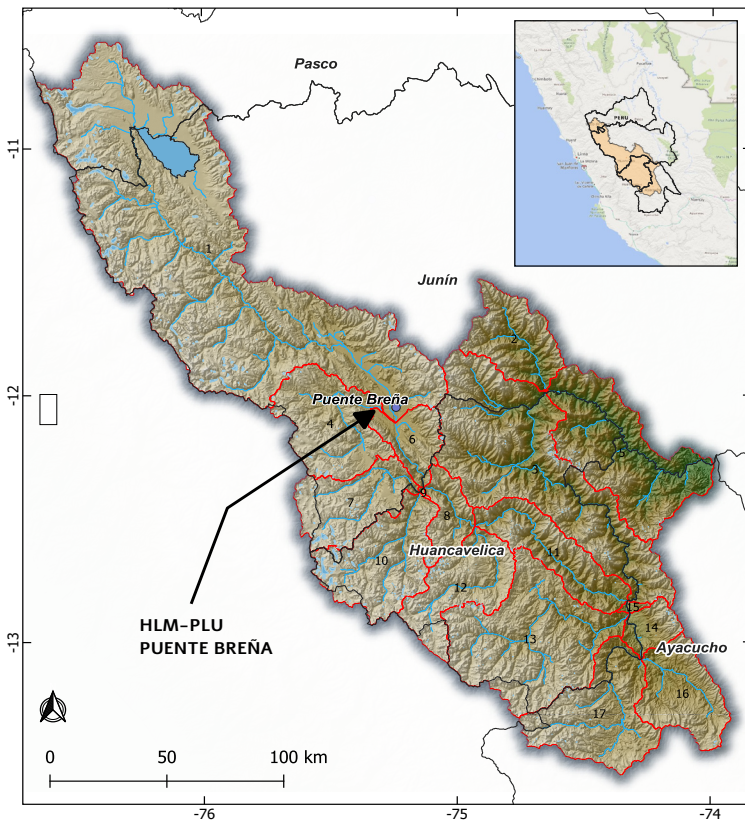 Pasco
PERU
-11
1
Junín
2
-12
Puente Breña
4
6
5
3
9
7
8
Huancavelica
11
10
12
HLM-PLU
PUENTE BREÑA
15
14
-13
13
Ayacucho
16
17
0 50 100 km
-76 -75 -74